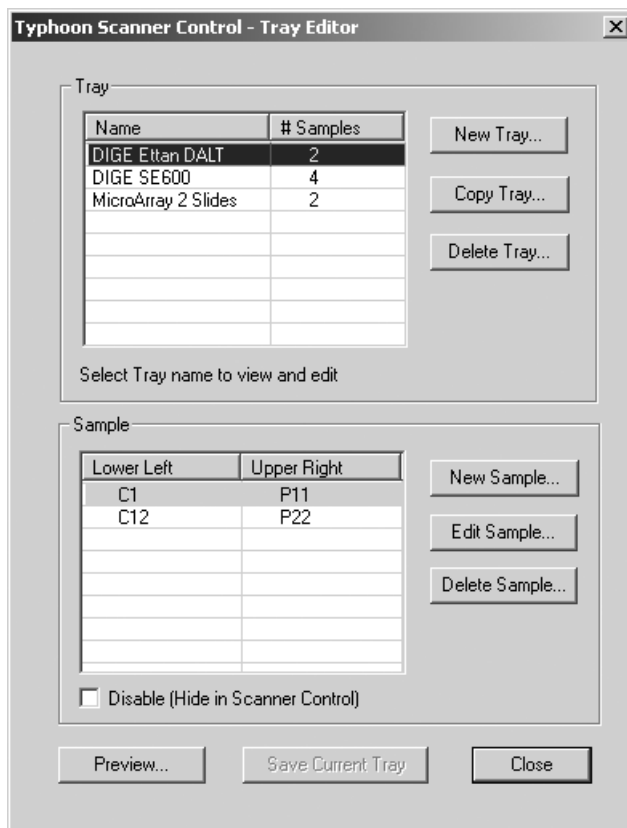 Typhoon Scanner Control - Tray Editor
Tray
Name # Samples
DIGE Ettan DALT 2
DIGE SE600 4
MicroArray 2 Slides 2
New Tray...
Copy Tray...
Delete Tray...
Select Tray name to view and edit
Sample
Lower Left Upper Right
C1 P11
C12 P22
New Sample...
Edit Sample...
Delete Sample...
Disable (Hide in Scanner Control)
Preview... Save Current Tray Close